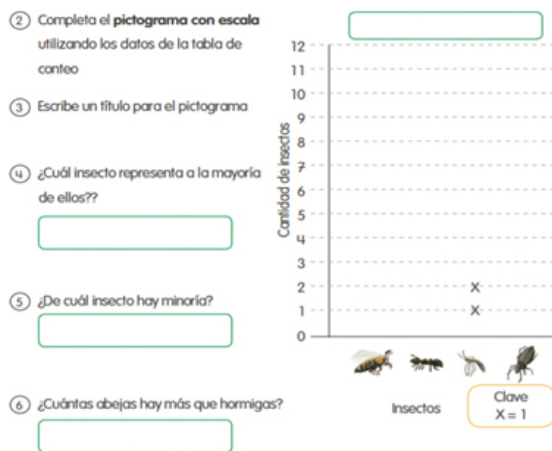 2 Completa el pictograma con escala
utilizando los datos de la tabla de
conteo
3 Escribe un título para el pictograma
4 ¿Cuál insecto representa a la mayoría
de ellos??
5 ¿De cuál insecto hay minoría?
6 ¿Cuántas abejas hay más que hormigas?
Cantidad de insectos
12
11
10
9
8
7
6
5
4
3
2 X
1 X
0
Insectos
Clave
X = 1